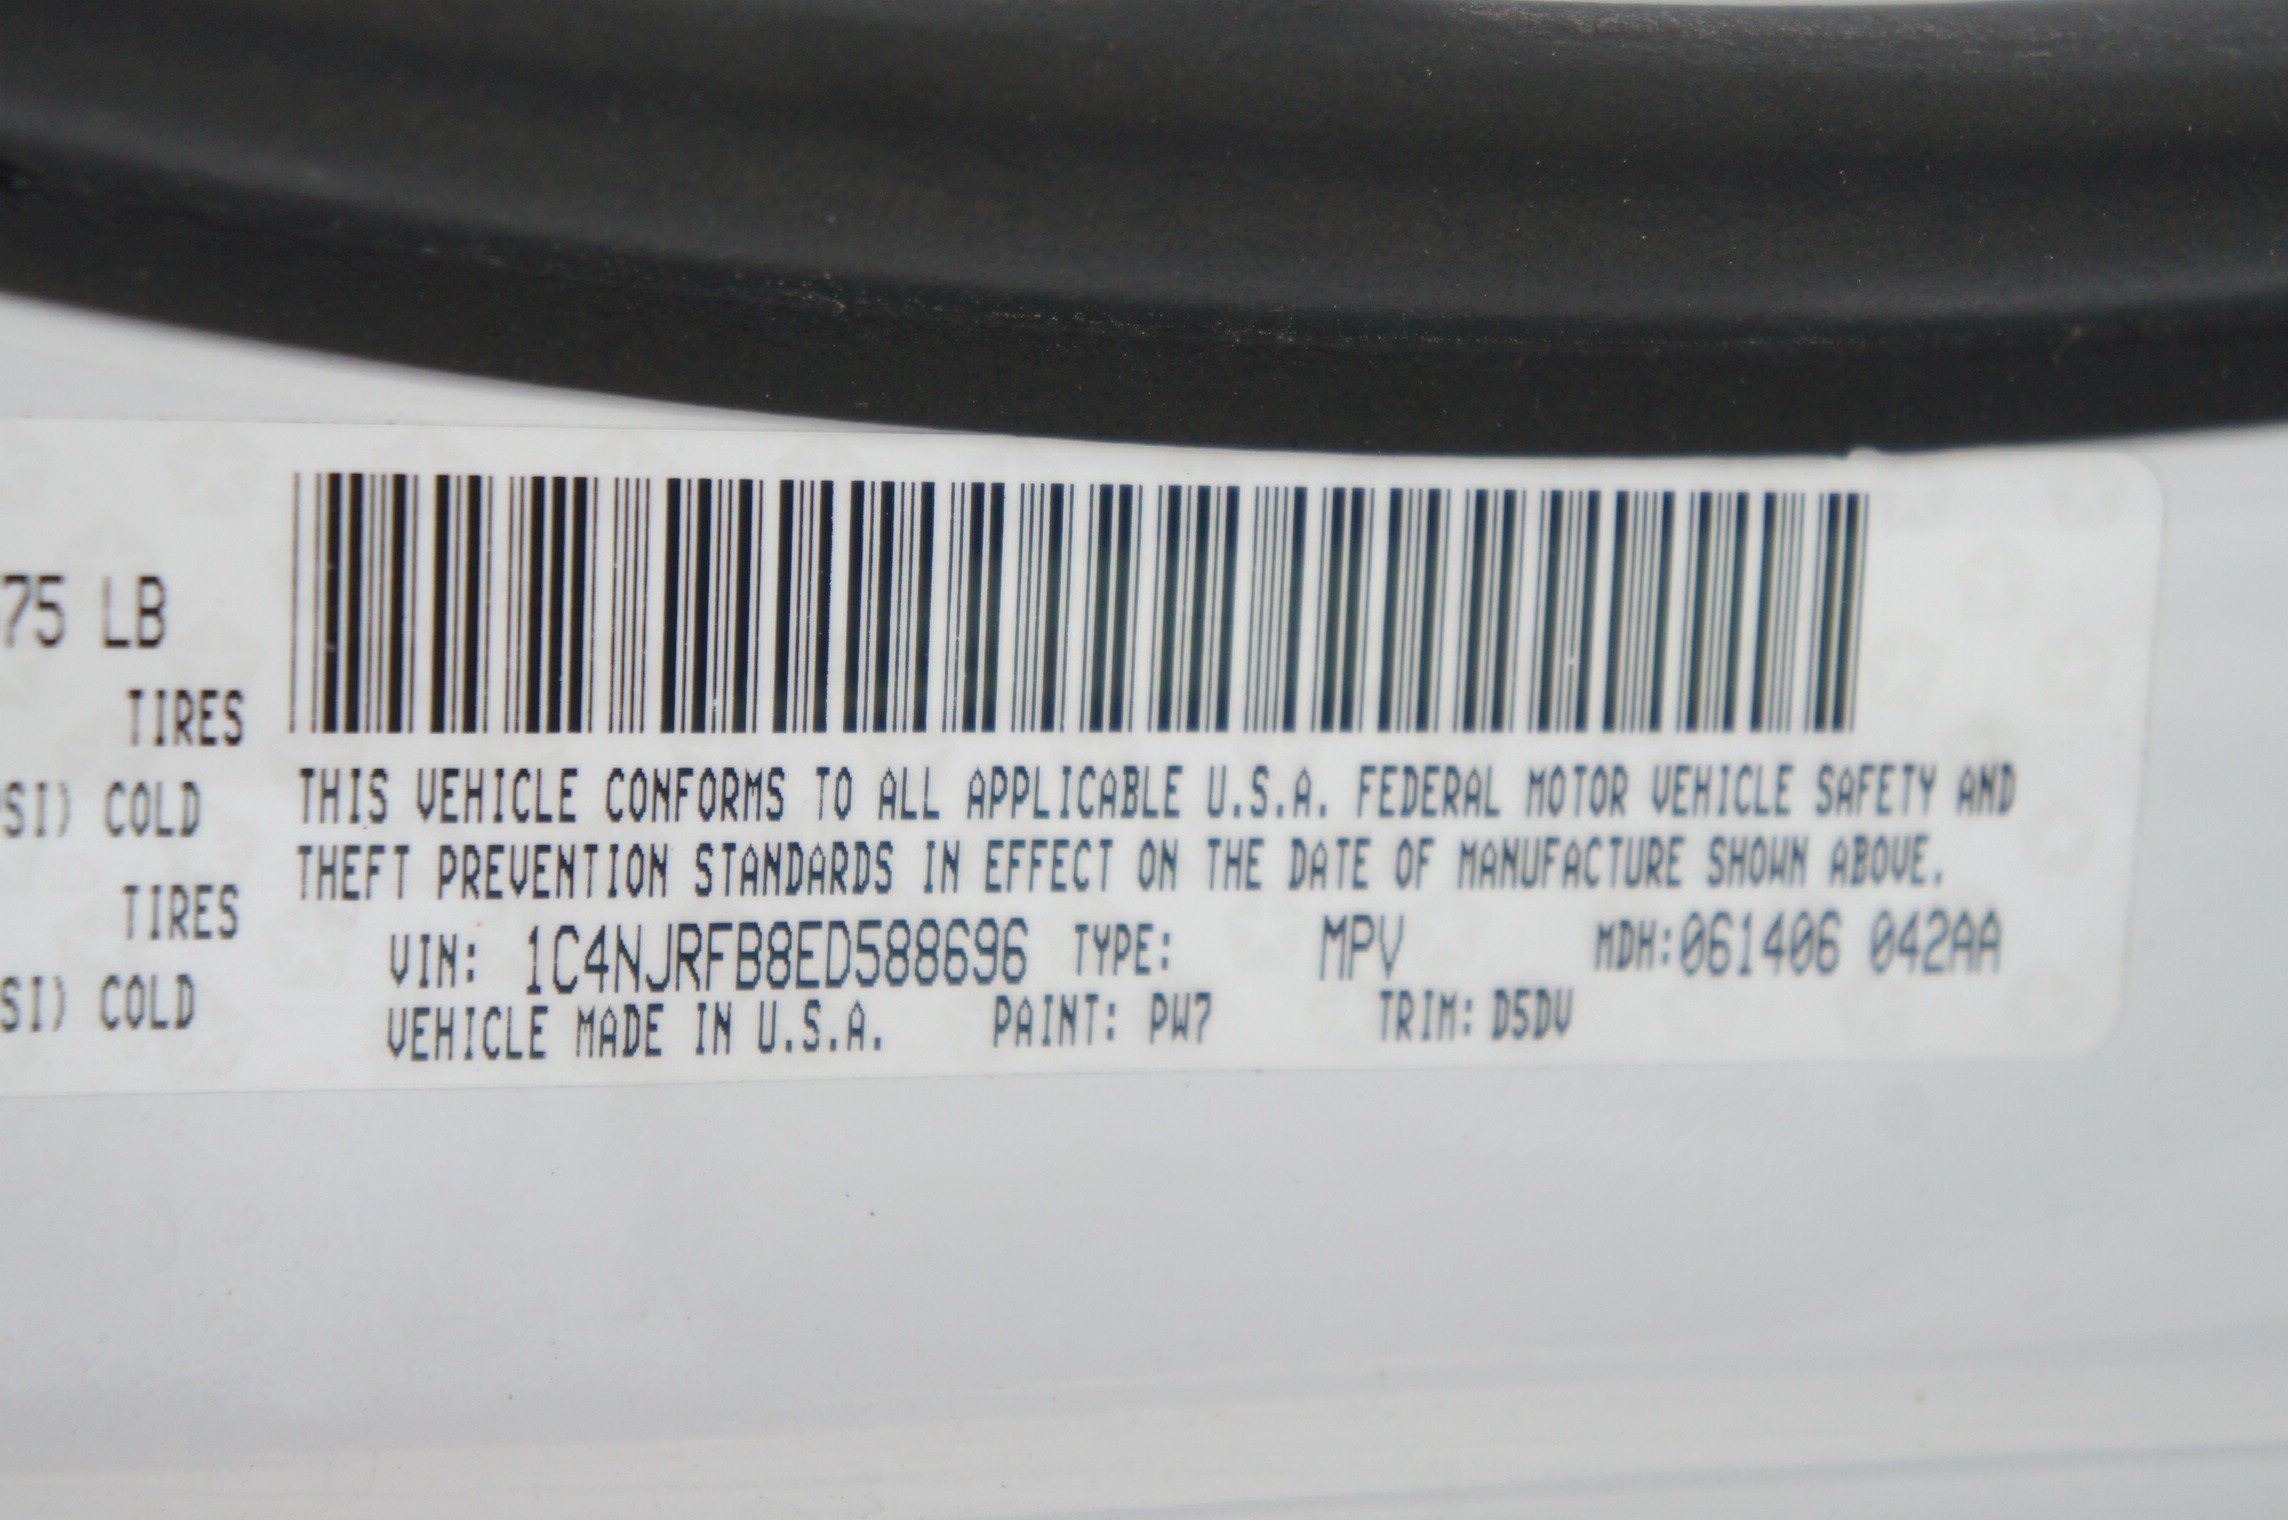 75 LB
TIRES
SI) COLD
TIRES
SI) COLD
THIS VEHICLE CONFORMS TO ALL APPLICABLE U.S.A. FEDERAL MOTOR VEHICLE SAFETY AND
THEFT PREVENTION STANDARDS IN EFFECT ON THE DATE OF MANUFACTURE SHOWN ABOVE.
VIN: 1C4NJRFB8ED588696 TYPE: MPV MDH:061406 042AA
VEHICLE MADE IN U.S.A. PAINT: PW7 TRIM: D5DV